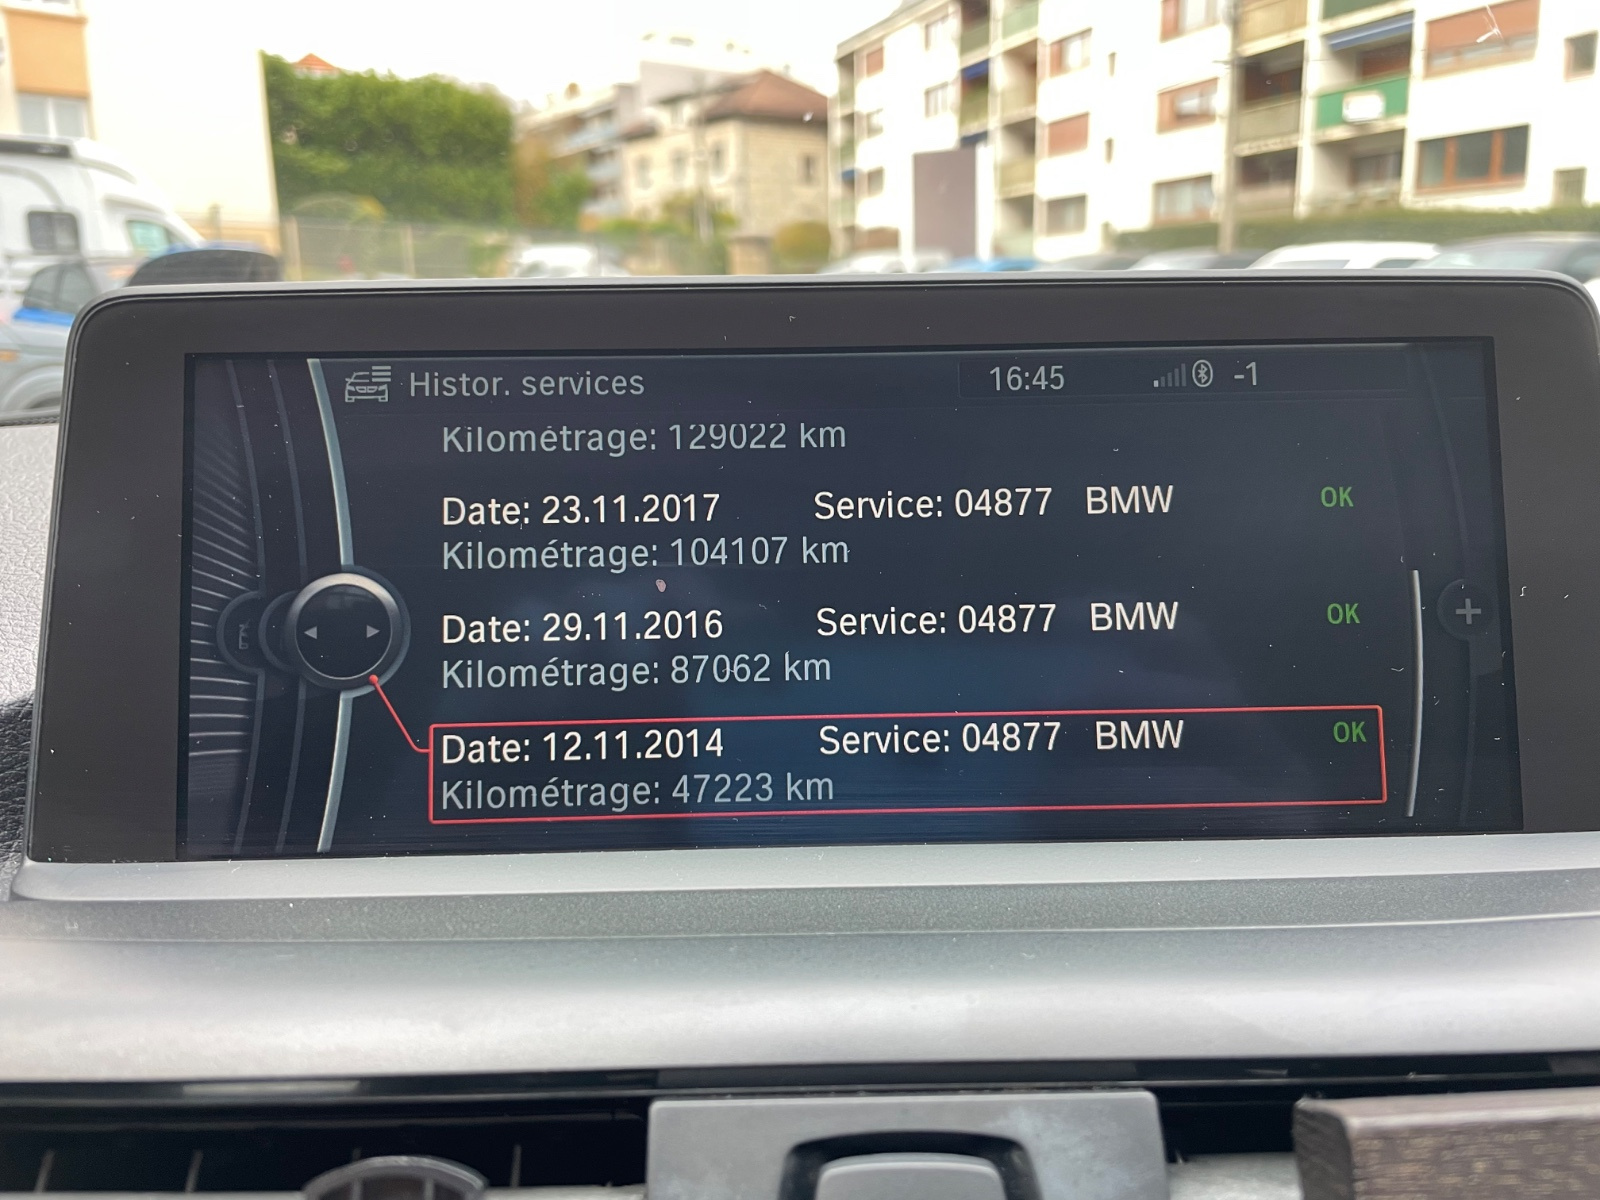 Histor. services 16:45 -1
Kilométrage: 129022 km
Date: 23.11.2017 Service: 04877 BMW OK
Kilométrage: 104107 km
Date: 29.11.2016 Service: 04877 BMW OK
Kilométrage: 87062 km
Date: 12.11.2014 Service: 04877 BMW OK
Kilométrage: 47223 km